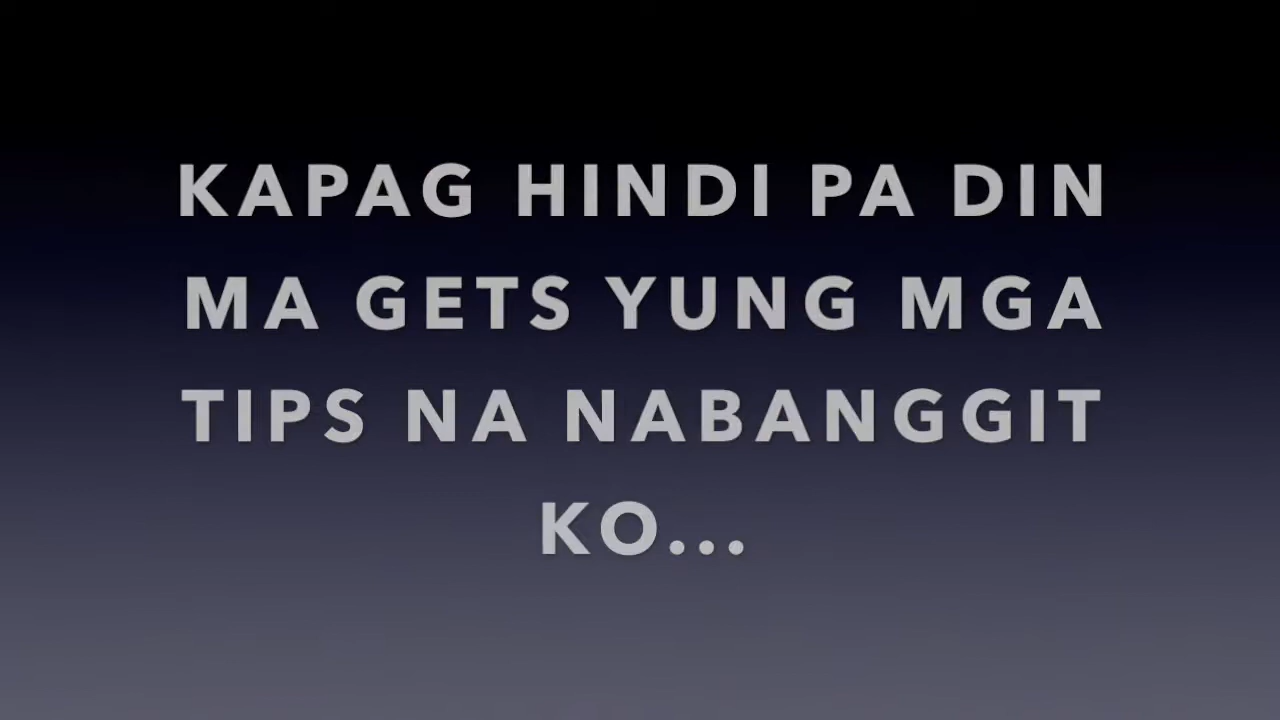 KAPAG HINDI PA DIN
MA GETS YUNG MGA
TIPS NA NABANGGIT
KO...